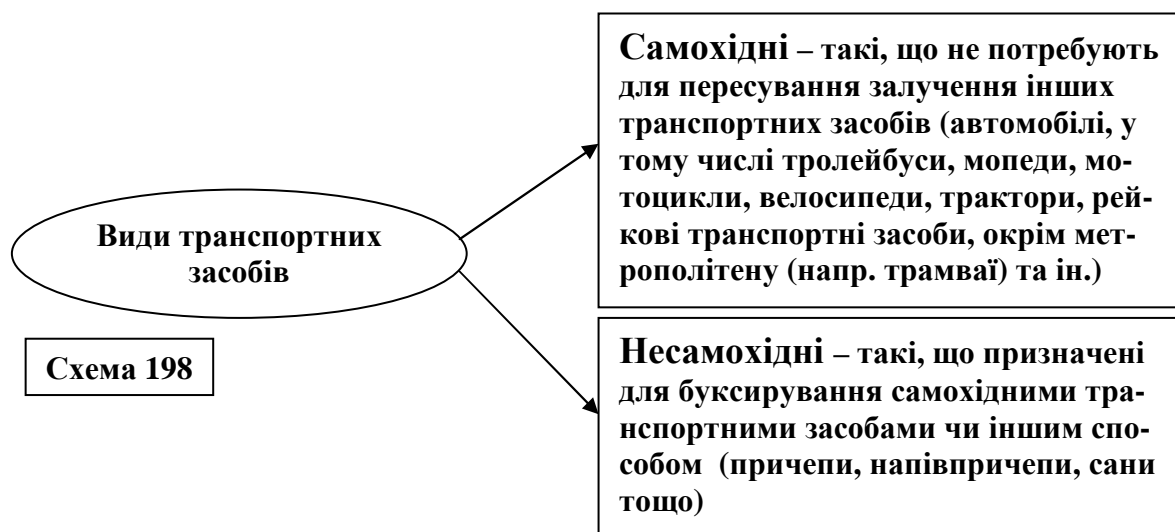 Види транспортних
засобів
Схема 198
Самохідні – такі, що не потребують
для пересування залучення інших
транспортних засобів (автомобілі, у
тому числі тролейбуси, мопеди, мо-
тоцикли, велосипеди, трактори, рей-
кові транспортні засоби, окрім мет-
рополітену (напр. трамваї) та ін.)
Несамохідні – такі, що призначені
для буксирування самохідними тра-
нспортними засобами чи іншим спо-
собом (причепи, напівпричепи, сани
тощо)